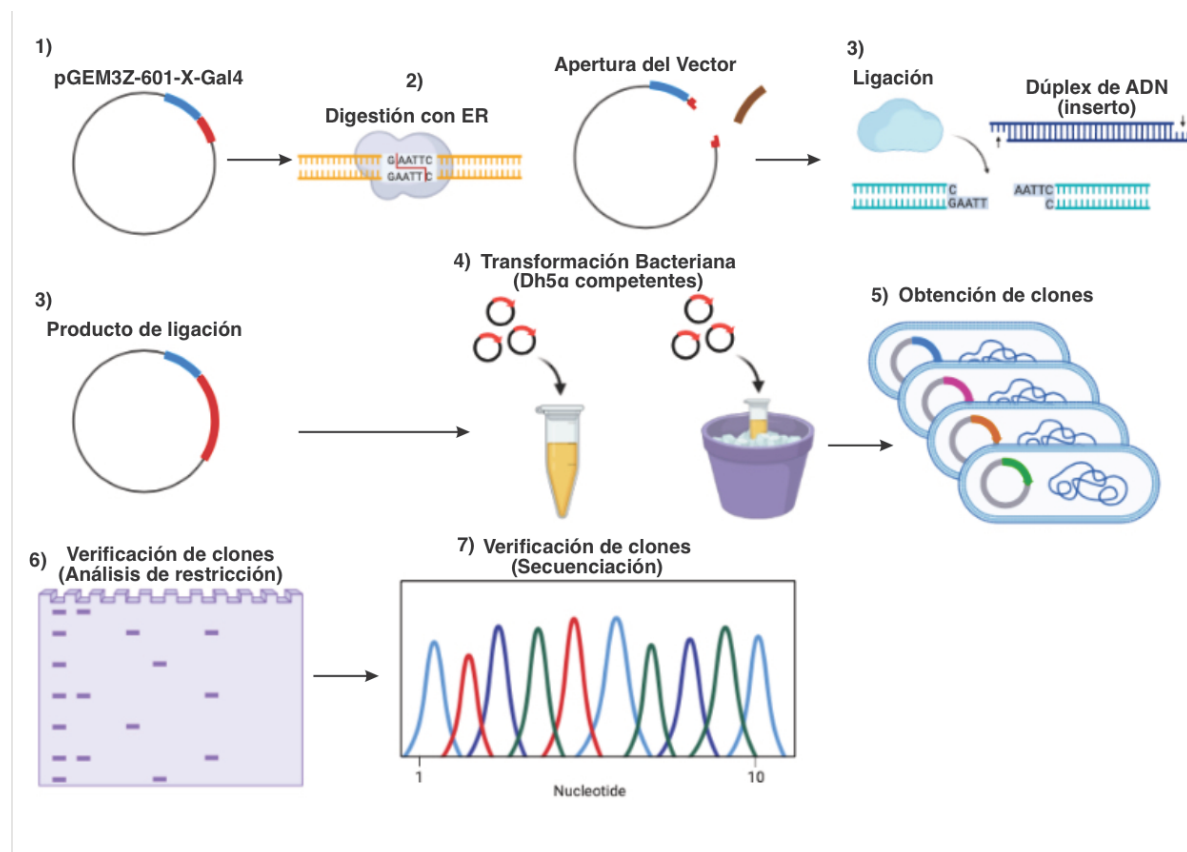 1)
pGEM3Z-601-X-Gal4
2)
Digestión con ER
GAATTC
GAATTC
Apertura del Vector
3)
Ligación
Dúplex de ADN
(inserto)
C
GAATT
AATTC
C
3)
Producto de ligación
4) Transformación Bacteriana
(Dh5α competentes)
5) Obtención de clones
6) Verificación de clones
(Análisis de restricción)
7) Verificación de clones
(Secuenciación)
1
10
Nucleotide